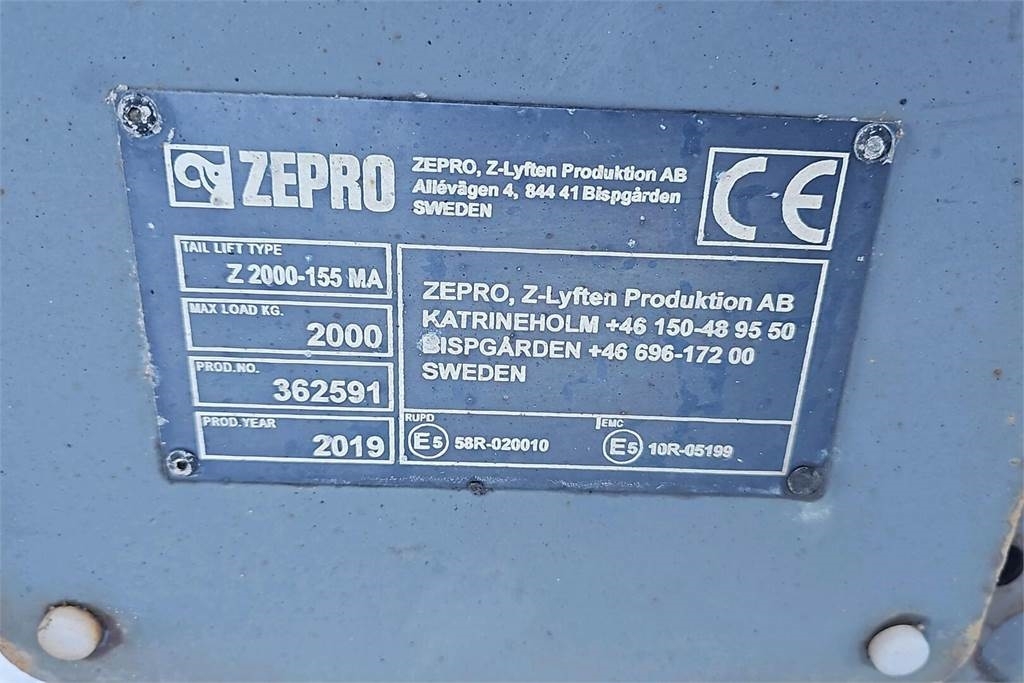 ZEPRO
ZEPRO, Z-Lyften Produktion AB
Allévägen 4, 844 41 Bispgården
SWEDEN
CE
TAIL LIFT TYPE
Z 2000-155 MA
MAX LOAD KG.
2000
PROD.NO.
362591
PROD.YEAR
2019
ZEPRO, Z-Lyften Produktion AB
KATRINEHOLM +46 150-48 95 50
BISPGÅRDEN +46 696-172 00
SWEDEN
RUPD
E5 58R-020010
EMC
E5 10R-05199